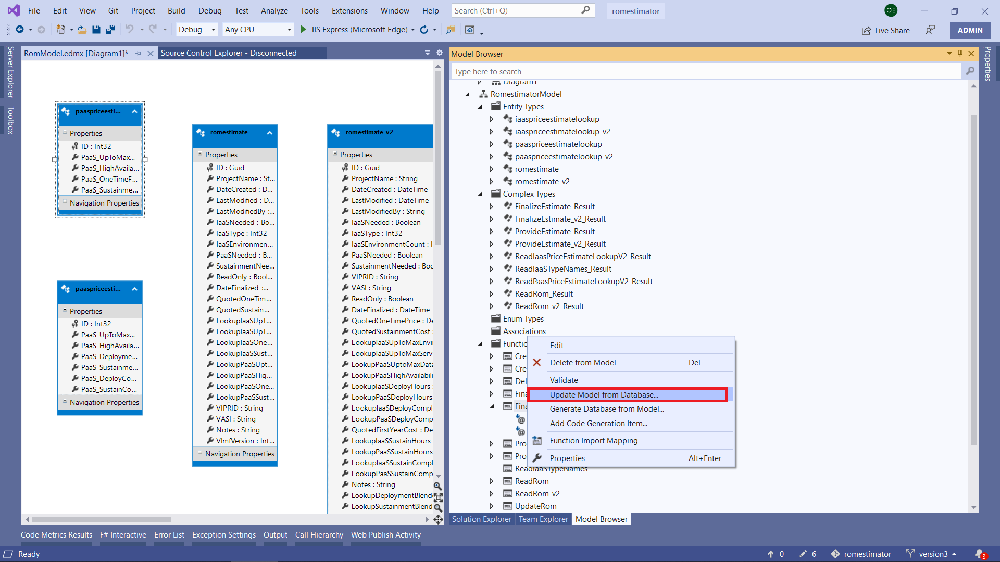 File Edit View Git Project Build Debug Test Analyze Tools Extensions Window Help Search (Ctrl+Q) romestimator OE
Debug Any CPU IIS Express (Microsoft Edge) Live Share ADMIN
Server Explorer
Toolbox
RomModel.edmx [Diagram1]* Source Control Explorer - Disconnected
paaspriceesti...
Properties
ID : Int32
PaaS_UpToMax...
PaaS_HighAvaila...
PaaS_OneTimeF...
PaaS_Sustainme...
Navigation Properties
paaspriceesti...
Properties
ID : Int32
PaaS_UpToMax...
PaaS_HighAvaila...
PaaS_Deployme...
PaaS_Sustainme...
PaaS_DeployCo...
PaaS_SustainCo...
Navigation Properties
romestimate
Properties
ID : Guid
ProjectName : St...
DateCreated : D...
LastModified : D...
LastModifiedBy :...
IaaSNeeded : Bo...
IaaSType : Int32
IaaSEnvironmen...
PaaSNeeded : B...
SustainmentNee...
ReadOnly : Bool...
DateFinalized :...
QuotedOneTim...
QuotedSustain...
LookupIaaSUpT...
LookupIaaSUpT...
LookupIaaSOne...
LookupIaaSSust...
LookupPaaSUpt...
LookupPaaSHig...
LookupPaaSOne...
LookupPaaSSust...
VIPRID : String
VASI : String
Notes : String
VlmfVersion : Int...
Navigation Properties
romestimate_v2
Properties
ID : Guid
ProjectName : String
DateCreated : DateTime
LastModified : DateTime
LastModifiedBy : String
IaaSNeeded : Boolean
IaaSType : Int32
IaaSEnvironmentCount : I
PaaSNeeded : Boolean
SustainmentNeeded : Boo
VIPRID : String
VASI : String
ReadOnly : Boolean
DateFinalized : DateTime
QuotedOneTimePrice : De
QuotedSustainmentCost :
LookupIaaSUpToMaxEnvi
LookupIaaSUpToMaxServ
LookupPaaSUptoMaxData
LookupPaaSHighAvailabili
LookupIaaSDeployHours :
LookupPaaSDeployHours
LookupIaaSDeployCompl
LookupPaaSDeployComp
QuotedFirstYearCost : De
LookupIaaSSustainHours
LookupPaaSSustainHours
LookupIaaSSustainCompl
LookupPaaSSustainComp
Notes : String
LookupDeploymentBlende
LookupSustainmentBlend
Model Browser
Type here to search
Diagram1
RomestimatorModel
Entity Types
iaaspriceestimatelookup
iaaspriceestimatelookup_v2
paaspriceestimatelookup
paaspriceestimatelookup_v2
romestimate
romestimate_v2
Complex Types
FinalizeEstimate_Result
FinalizeEstimate_v2_Result
ProvideEstimate_Result
ProvideEstimate_v2_Result
ReadIaasPriceEstimateLookupV2_Result
ReadIaaSTypeNames_Result
ReadPaasPriceEstimateLookupV2_Result
ReadRom_Result
ReadRom_v2_Result
Enum Types
Associations
Functio
Cre
Cre
Del
Fina
Fina
@
@
Pro
Pro
ReadIaaSTypeNames
ReadRom
ReadRom_v2
UpdateRom
Edit
Delete from Model Del
Validate
Update Model from Database...
Generate Database from Model...
Add Code Generation Item...
Function Import Mapping
Properties Alt+Enter
Properties
Solution Explorer Team Explorer Model Browser
Code Metrics Results F# Interactive Error List Exception Settings Output Call Hierarchy Web Publish Activity
Ready 0 6 romestimator version3 3